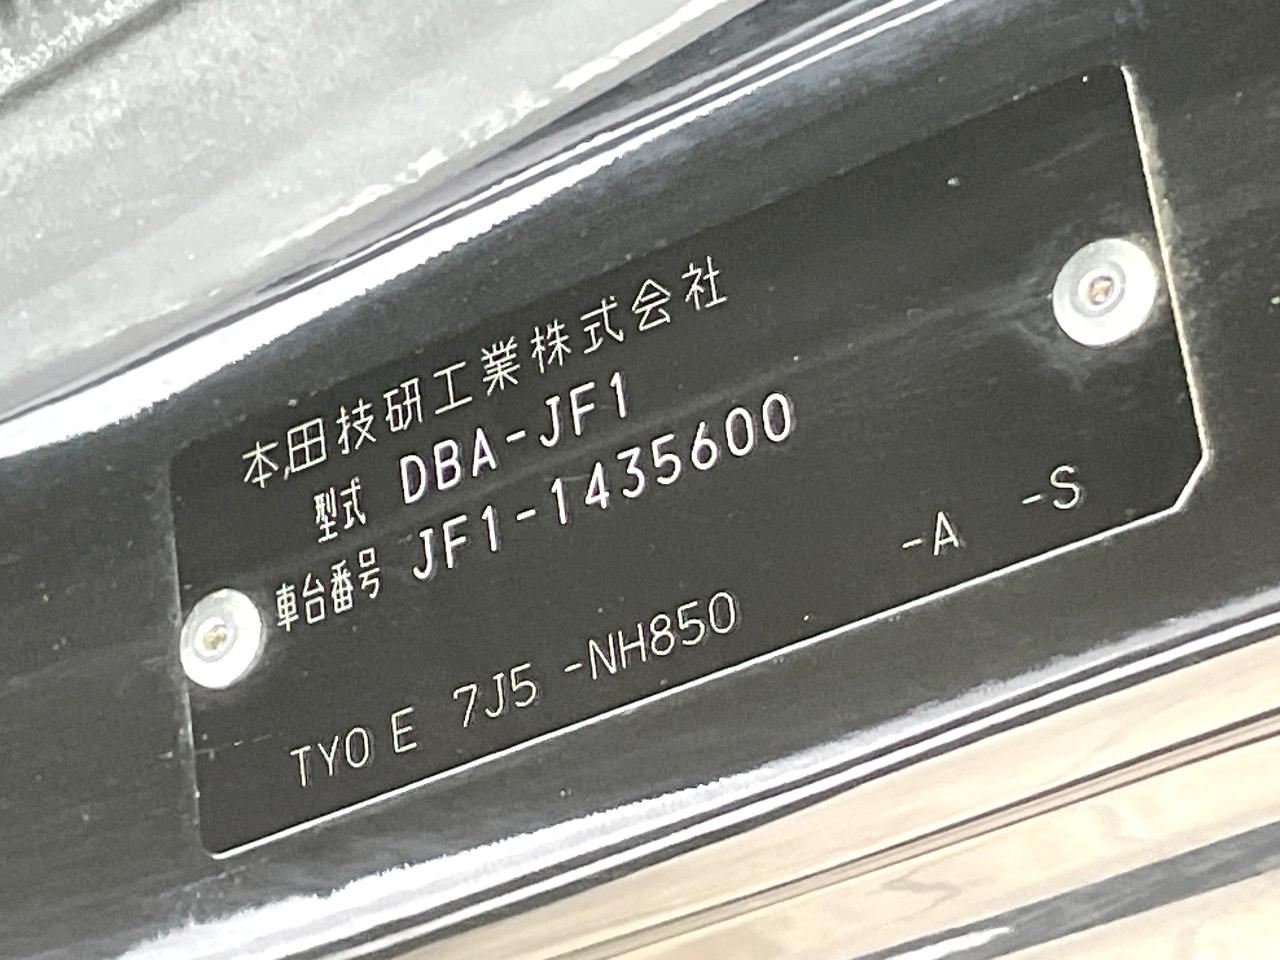 本田技研工業株式会社
型式 DBA-JF1
車台番号 JF1-1435600
TYO E 7J5 -NH850 -A -S